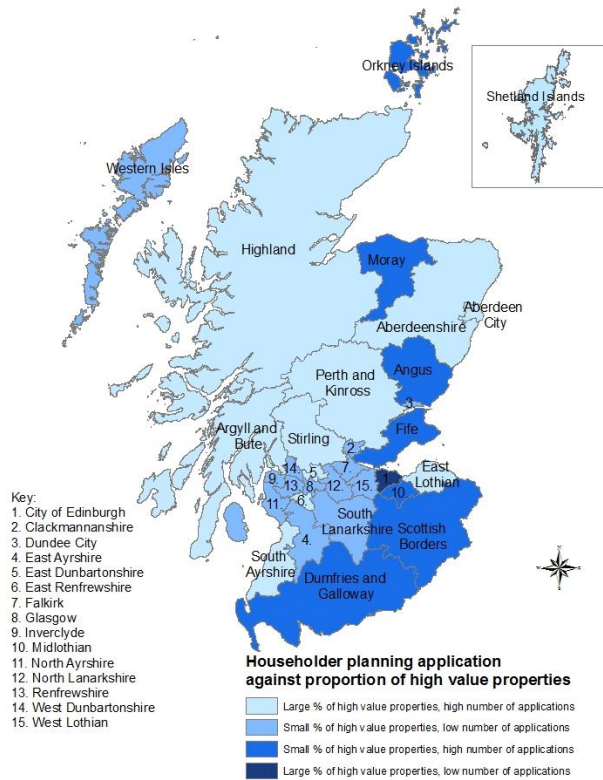 Orkney Islands
Shetland Islands
Western Isles
Highland
Moray
Aberdeen
City
Aberdeenshire
Angus
Perth and
Kinross
3.
Argyll and
Bute
Stirling
Fife
2.
14.
5.
7.
9.
13.
8.
12.
15.
1.
East
Lothian
10.
6.
11.
South
Lanarkshire
4.
Scottish
Borders
South
Ayrshire
Dumfries and
Galloway
Key:
1. City of Edinburgh
2. Clackmannanshire
3. Dundee City
4. East Ayrshire
5. East Dunbartonshire
6. East Renfrewshire
7. Falkirk
8. Glasgow
9. Inverclyde
10. Midlothian
11. North Ayrshire
12. North Lanarkshire
13. Renfrewshire
14. West Dunbartonshire
15. West Lothian
Householder planning application
against proportion of high value properties
Large % of high value properties, high number of applications
Small % of high value properties, low number of applications
Small % of high value properties, high number of applications
Large % of high value properties, low number of applications